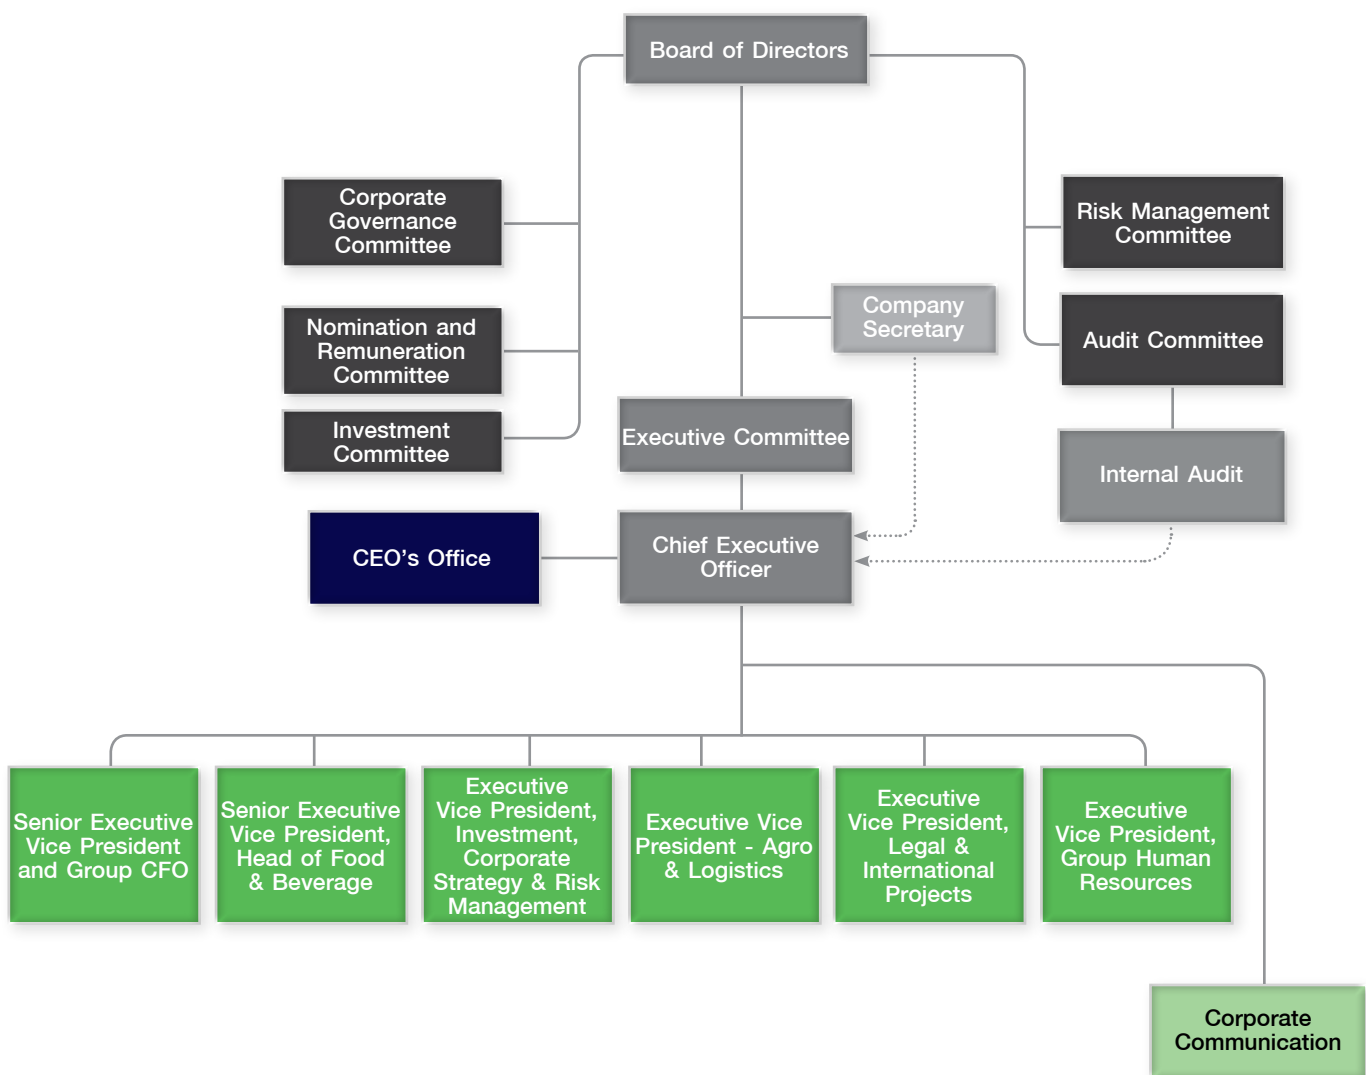 Board of Directors
Corporate
Governance
Committee
Risk Management
Committee
Company
Secretary
Nomination and
Remuneration
Committee
Audit Committee
Investment
Committee
Executive Committee
Internal Audit
CEO’s Office
Chief Executive
Officer
Senior Executive
Vice President
and Group CFO
Senior Executive
Vice President,
Head of Food
& Beverage
Executive
Vice President,
Investment,
Corporate
Strategy & Risk
Management
Executive Vice
President - Agro
& Logistics
Executive
Vice President,
Legal &
International
Projects
Executive
Vice President,
Group Human
Resources
Corporate
Communication